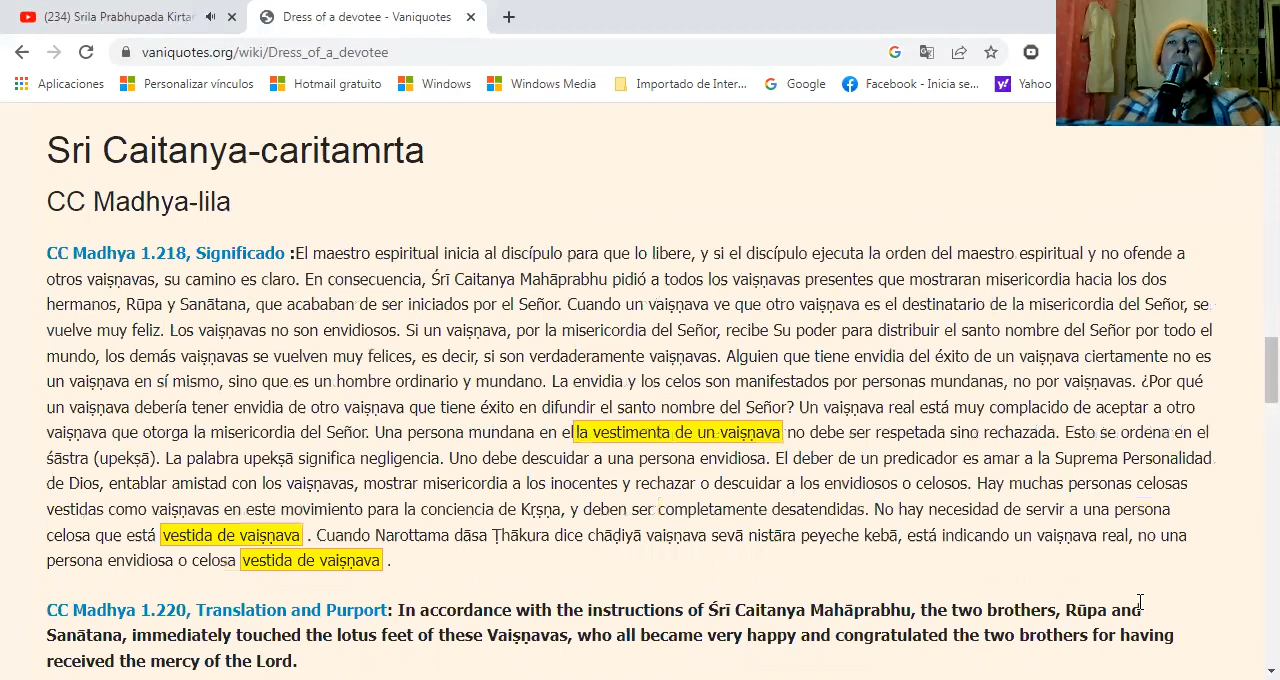 (234) Srila Prabhupada Kirta
Dress of a devotee - Vaniquotes
vaniquotes.org/wiki/Dress_of_a_devotee
Aplicaciones Personalizar vínculos Hotmail gratuito Windows Windows Media Importado de Inter... Google Facebook - Inicia se... Yahoo
Sri Caitanya-caritamrta
CC Madhya-lila
CC Madhya 1.218, Significado :El maestro espiritual inicia al discípulo para que lo libere, y si el discípulo ejecuta la orden del maestro espiritual y no ofende a
otros vaiṣṇavas, su camino es claro. En consecuencia, Śrī Caitanya Mahāprabhu pidió a todos los vaiṣṇavas presentes que mostraran misericordia hacia los dos
hermanos, Rūpa y Sanātana, que acababan de ser iniciados por el Señor. Cuando un vaiṣṇava ve que otro vaiṣṇava es el destinatario de la misericordia del Señor, se
vuelve muy feliz. Los vaiṣṇavas no son envidiosos. Si un vaiṣṇava, por la misericordia del Señor, recibe Su poder para distribuir el santo nombre del Señor por todo el
mundo, los demás vaiṣṇavas se vuelven muy felices, es decir, si son verdaderamente vaiṣṇavas. Alguien que tiene envidia del éxito de un vaiṣṇava ciertamente no es
un vaiṣṇava en sí mismo, sino que es un hombre ordinario y mundano. La envidia y los celos son manifestados por personas mundanas, no por vaiṣṇavas. ¿Por qué
un vaiṣṇava debería tener envidia de otro vaiṣṇava que tiene éxito en difundir el santo nombre del Señor? Un vaiṣṇava real está muy complacido de aceptar a otro
vaiṣṇava que otorga la misericordia del Señor. Una persona mundana en el la vestimenta de un vaiṣṇava no debe ser respetada sino rechazada. Esto se ordena en el
śāstra (upekṣā). La palabra upekṣā significa negligencia. Uno debe descuidar a una persona envidiosa. El deber de un predicador es amar a la Suprema Personalidad
de Dios, entablar amistad con los vaiṣṇavas, mostrar misericordia a los inocentes y rechazar o descuidar a los envidiosos o celosos. Hay muchas personas celosas
vestidas como vaiṣṇavas en este movimiento para la conciencia de Kṛṣṇa, y deben ser completamente desatendidas. No hay necesidad de servir a una persona
celosa que está vestida de vaiṣṇava . Cuando Narottama dāsa Ṭhākura dice chāḍiyā vaiṣṇava sevā nistāra peyeche kebā, está indicando un vaiṣṇava real, no una
persona envidiosa o celosa vestida de vaiṣṇava .
CC Madhya 1.220, Translation and Purport: In accordance with the instructions of Śrī Caitanya Mahāprabhu, the two brothers, Rūpa and
Sanātana, immediately touched the lotus feet of these Vaiṣṇavas, who all became very happy and congratulated the two brothers for having
received the mercy of the Lord.